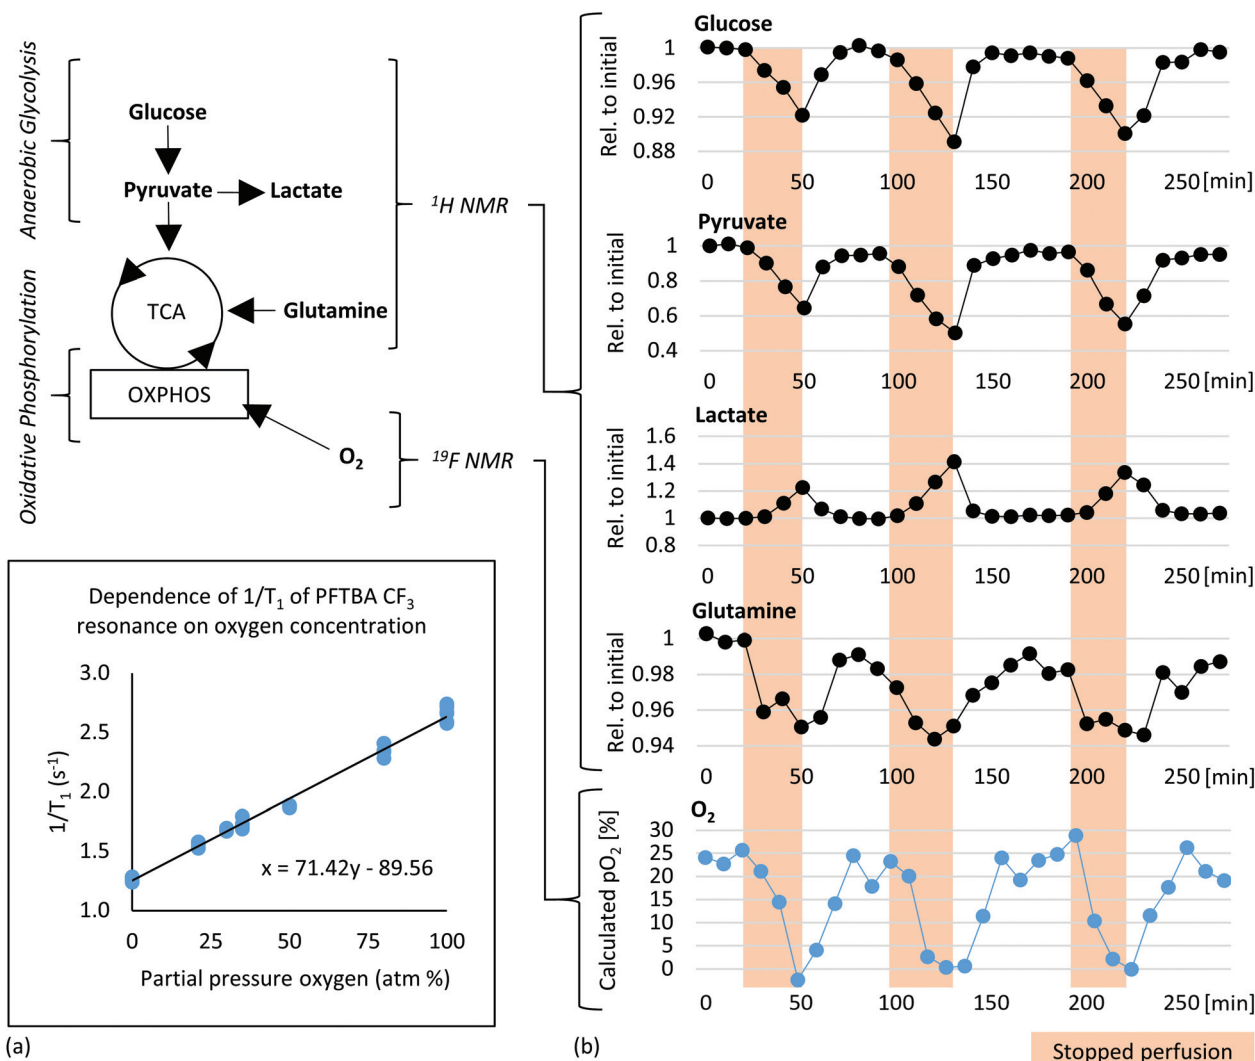 Anaerobic Glycolysis
Oxidative Phosphorylation
Glucose
Pyruvate
Lactate
TCA
Glutamine
OXPHOS
O₂
¹H NMR
¹⁹F NMR
Dependence of 1/T₁ of PFTBA CF₃
resonance on oxygen concentration
1/T₁ (s⁻¹)
3.0
2.5
2.0
1.5
1.0
x = 71.42y - 89.56
0 25 50 75 100
Partial pressure oxygen (atm %)
(a)
Glucose
Rel. to initial
1
0.96
0.92
0.88
0 50 100 150 200 250 [min]
Pyruvate
Rel. to initial
1
0.8
0.6
0.4
0 50 100 150 200 250 [min]
Lactate
Rel. to initial
1.6
1.4
1.2
1
0.8
0 50 100 150 200 250 [min]
Glutamine
Rel. to initial
1
0.98
0.96
0.94
0 50 100 150 200 250 [min]
O₂
Calculated pO₂ [%]
30
25
20
15
10
5
0
0 50 100 150 200 250 [min]
(b)
Stopped perfusion